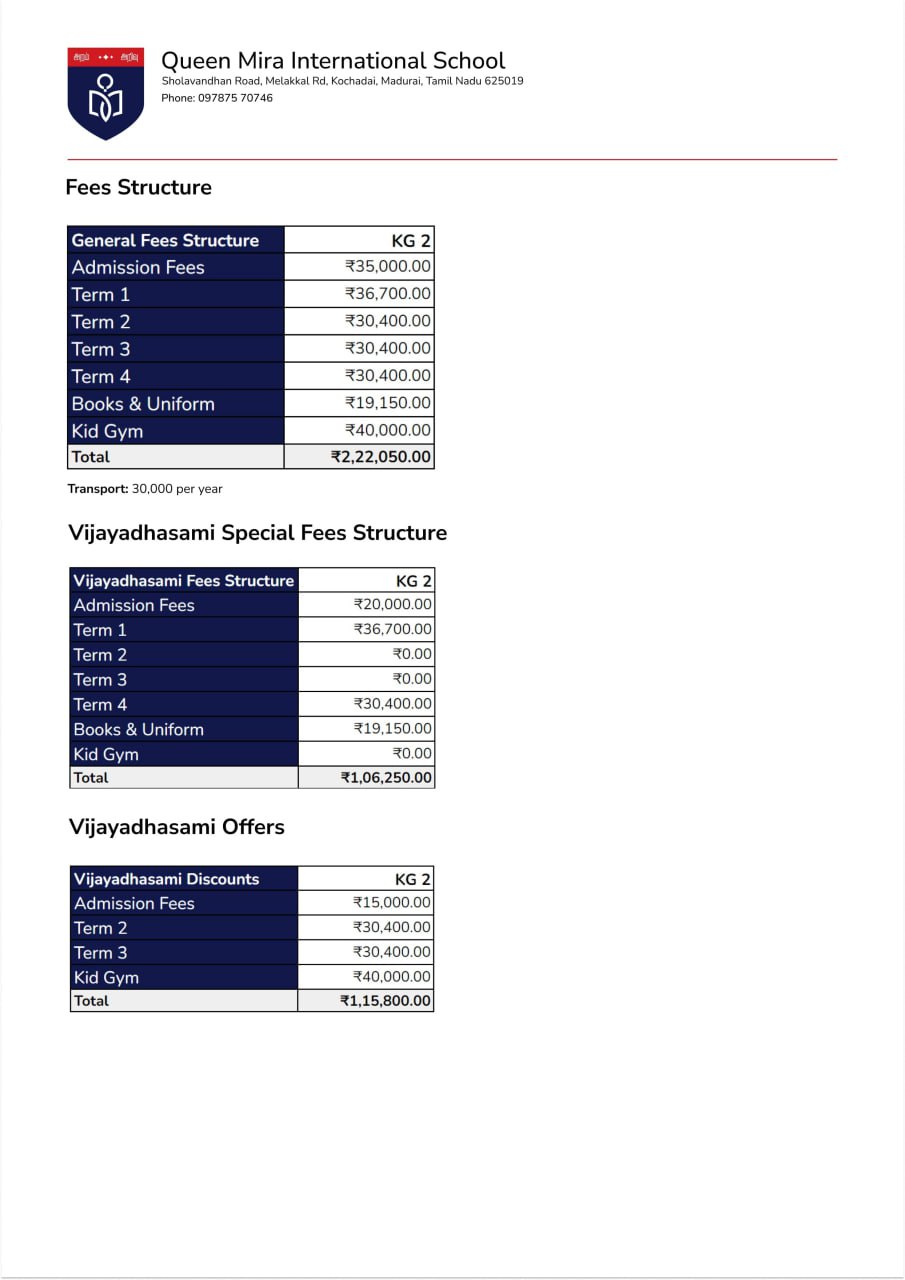 அறம் அறிவு
Queen Mira International School
Sholavandhan Road, Melakkal Rd, Kochadai, Madurai, Tamil Nadu 625019
Phone: 097875 70746
Fees Structure
General Fees Structure KG 2
Admission Fees ₹35,000.00
Term 1 ₹36,700.00
Term 2 ₹30,400.00
Term 3 ₹30,400.00
Term 4 ₹30,400.00
Books & Uniform ₹19,150.00
Kid Gym ₹40,000.00
Total ₹2,22,050.00
Transport: 30,000 per year
Vijayadhasami Special Fees Structure
Vijayadhasami Fees Structure KG 2
Admission Fees ₹20,000.00
Term 1 ₹36,700.00
Term 2 ₹0.00
Term 3 ₹0.00
Term 4 ₹30,400.00
Books & Uniform ₹19,150.00
Kid Gym ₹0.00
Total ₹1,06,250.00
Vijayadhasami Offers
Vijayadhasami Discounts KG 2
Admission Fees ₹15,000.00
Term 2 ₹30,400.00
Term 3 ₹30,400.00
Kid Gym ₹40,000.00
Total ₹1,15,800.00